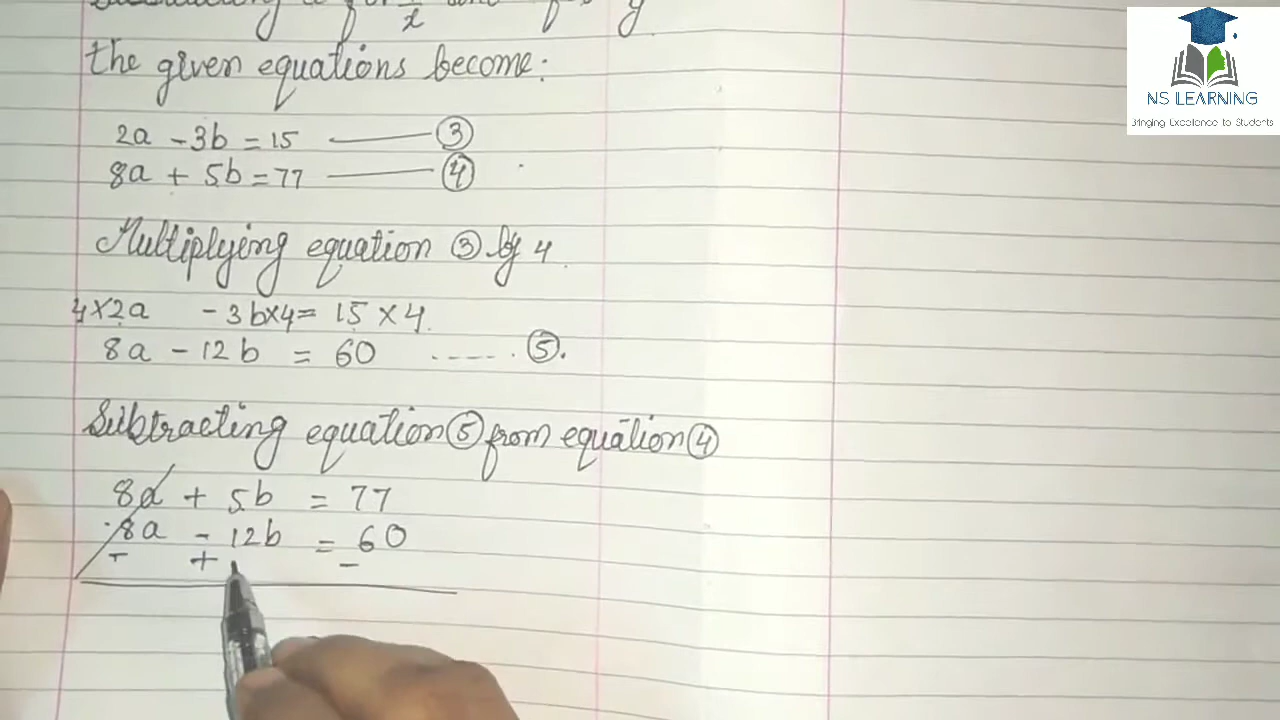 the given equations become:
2a - 3b = 15 ——— ③
8a + 5b = 77 ——— ④
Multiplying equation ③ by 4.
4×2a - 3b×4 = 15 × 4.
8a - 12b = 60 ...... ⑤.
Subtracting equation ⑤ from equation ④
8a + 5b = 77
8a - 12b = 60
- + -
NS LEARNING
Bringing Excellence to Students